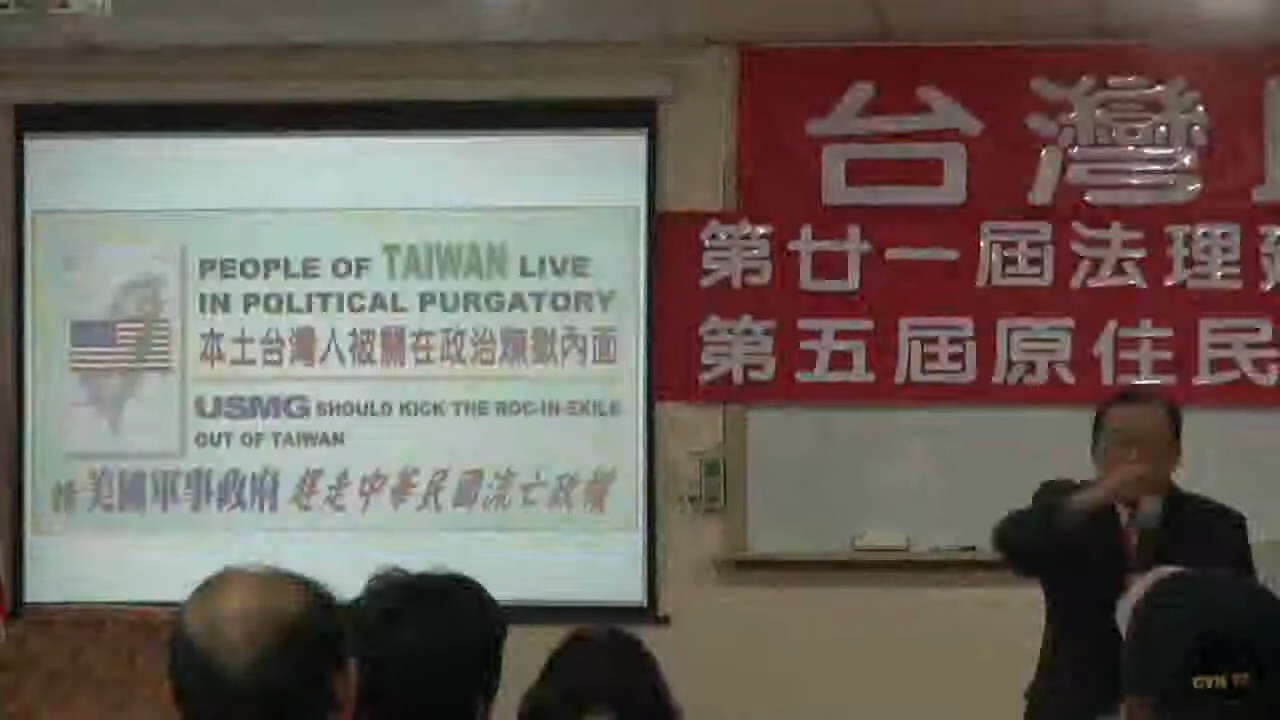 PEOPLE OF TAIWAN LIVE
IN POLITICAL PURGATORY
本土台灣人被關在政治煉獄內面
USMG SHOULD KICK THE ROC-IN-EXILE
OUT OF TAIWAN
請美國軍事政府 趕走中華民國流亡政權
台灣
第廿一屆法理建
第五屆原住民